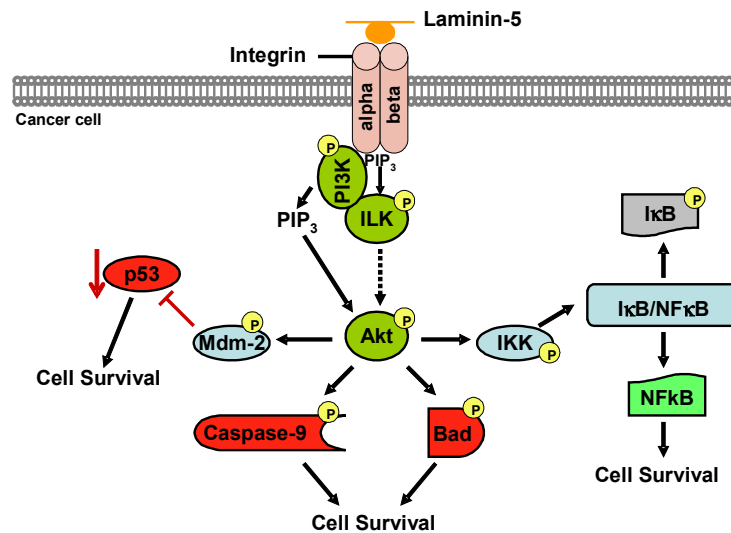 Laminin-5
Integrin
alpha
beta
Cancer cell
P
PI3K
PIP3
P
ILK
PIP3
P
IκB
p53
IκB/NFκB
P
Mdm-2
P
Akt
IKK
P
Cell Survival
NFkB
P
Caspase-9
P
Bad
Cell Survival
Cell Survival